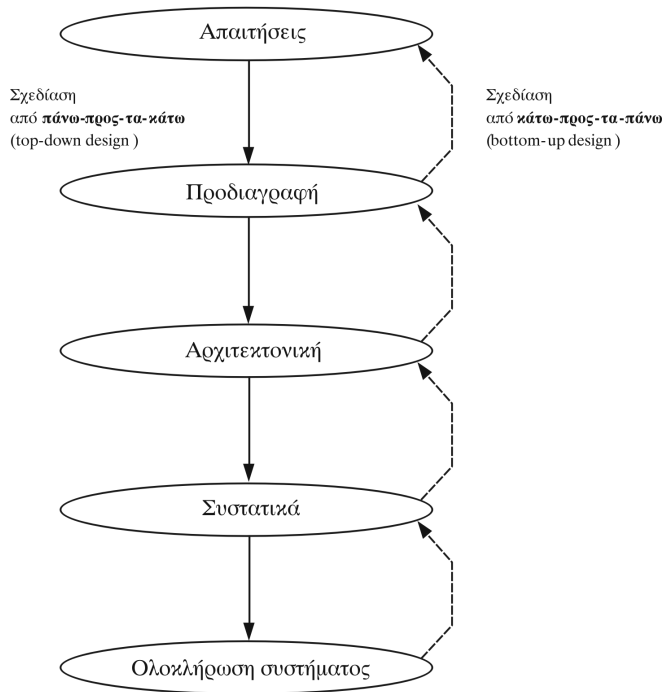 Απαιτήσεις
Σχεδίαση
από πάνω-προς-τα-κάτω
(top-down design )
Σχεδίαση
από κάτω-προς-τα-πάνω
(bottom-up design )
Προδιαγραφή
Αρχιτεκτονική
Συστατικά
Ολοκλήρωση συστήματος